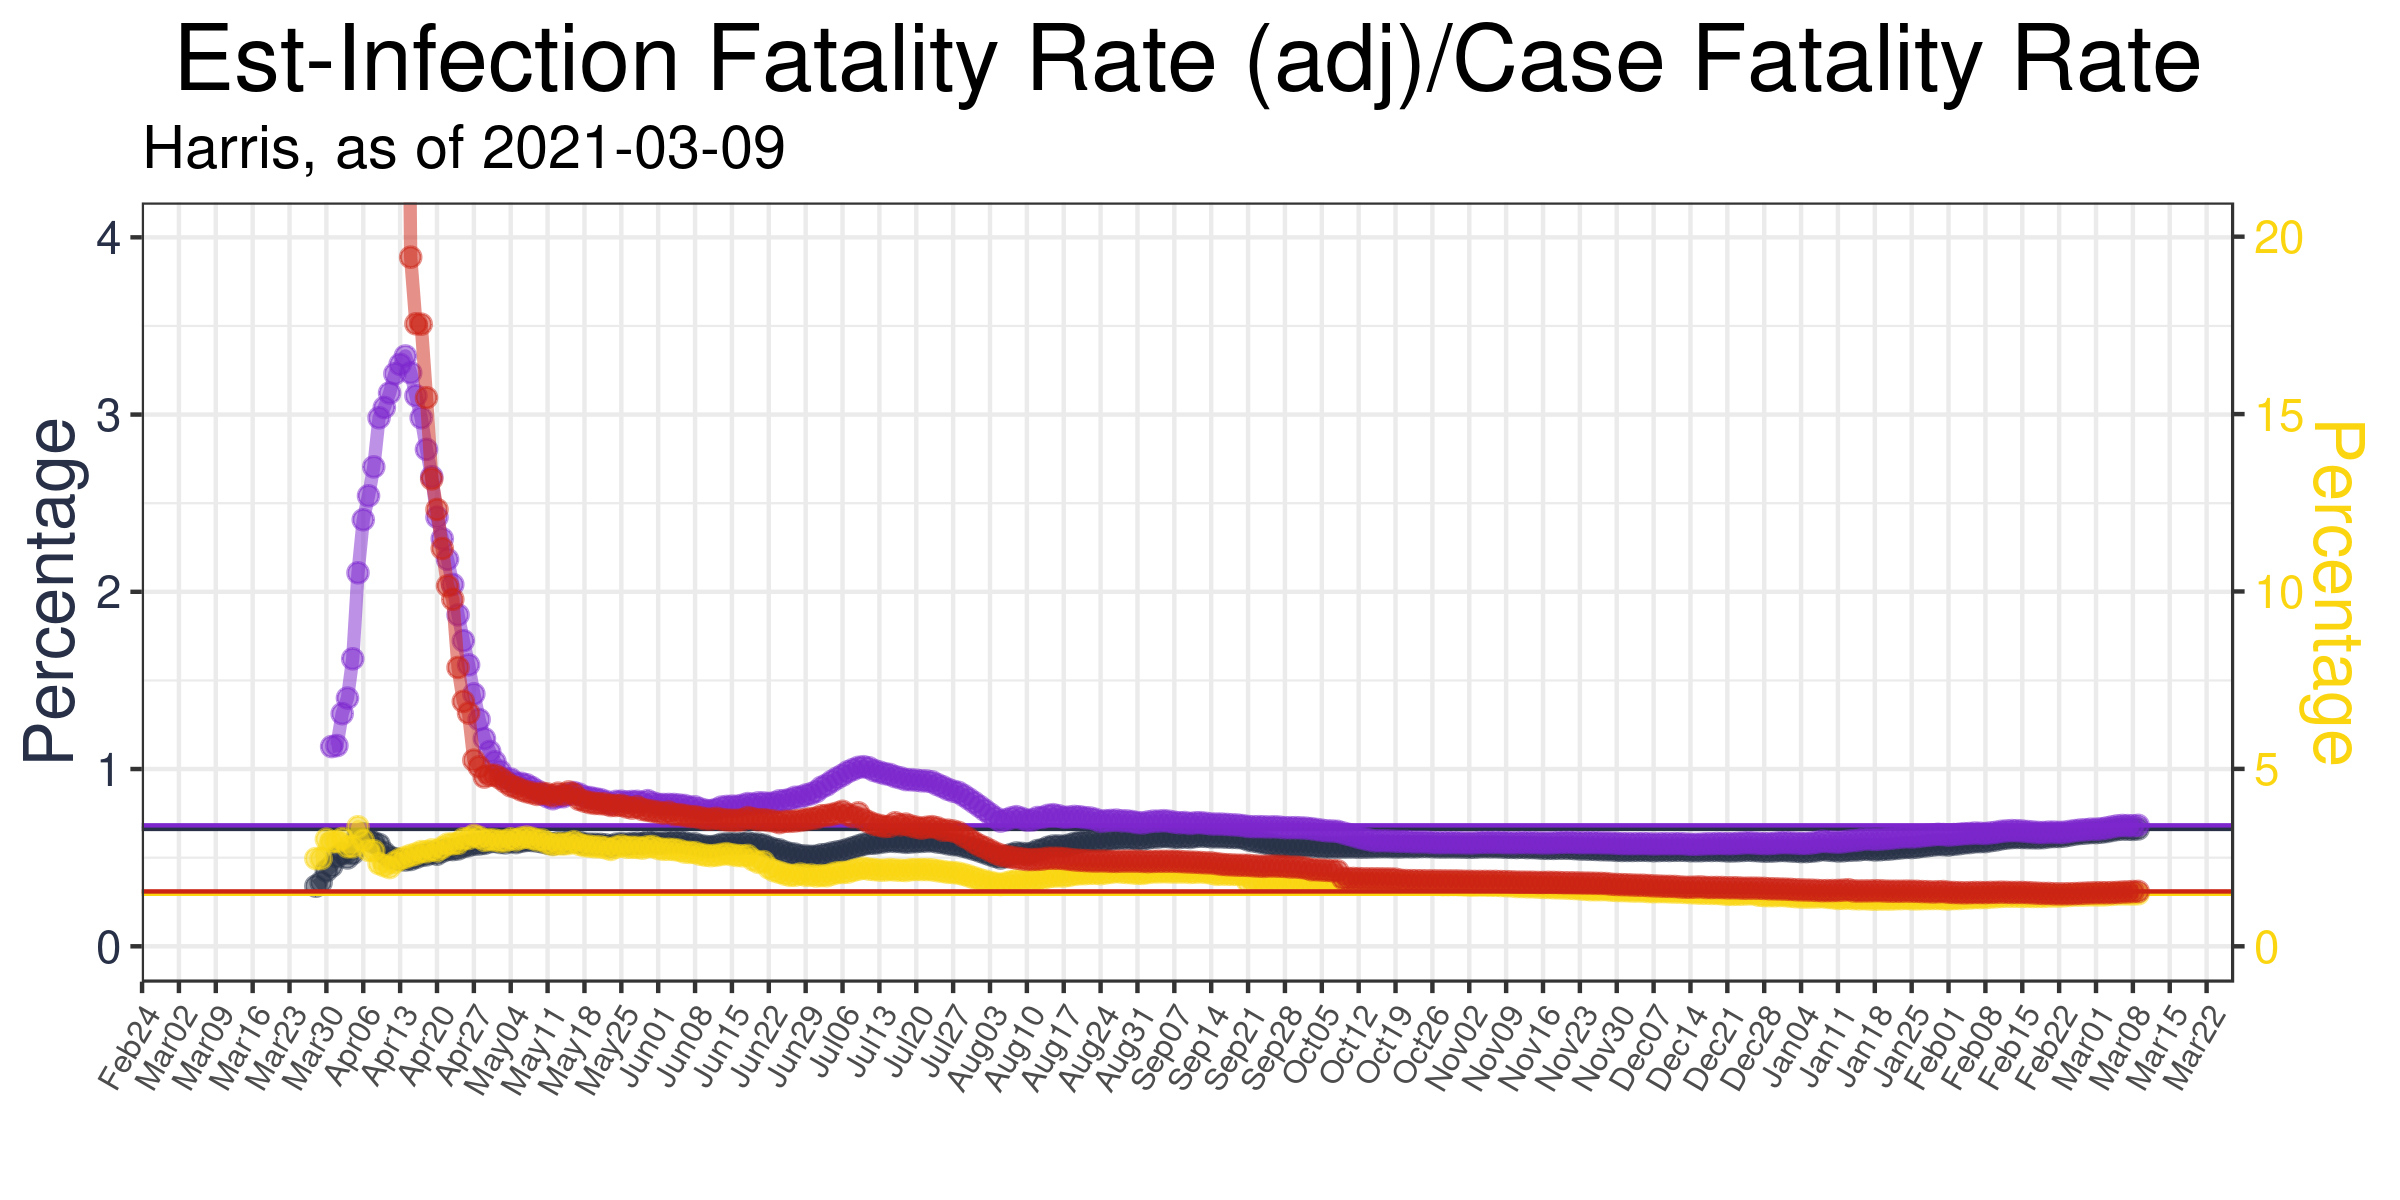 Est-Infection Fatality Rate (adj)/Case Fatality Rate
Harris, as of 2021-03-09
Percentage
4
3
2
1
0
20
15
10
5
0
Percentage
Feb24
Mar02
Mar09
Mar16
Mar23
Mar30
Apr06
Apr13
Apr20
Apr27
May04
May11
May18
May25
Jun01
Jun08
Jun15
Jun22
Jun29
Jul06
Jul13
Jul20
Jul27
Aug03
Aug10
Aug17
Aug24
Aug31
Sep07
Sep14
Sep21
Sep28
Oct05
Oct12
Oct19
Oct26
Nov02
Nov09
Nov16
Nov23
Nov30
Dec07
Dec14
Dec21
Dec28
Jan04
Jan11
Jan18
Jan25
Feb01
Feb08
Feb15
Feb22
Mar01
Mar08
Mar15
Mar22